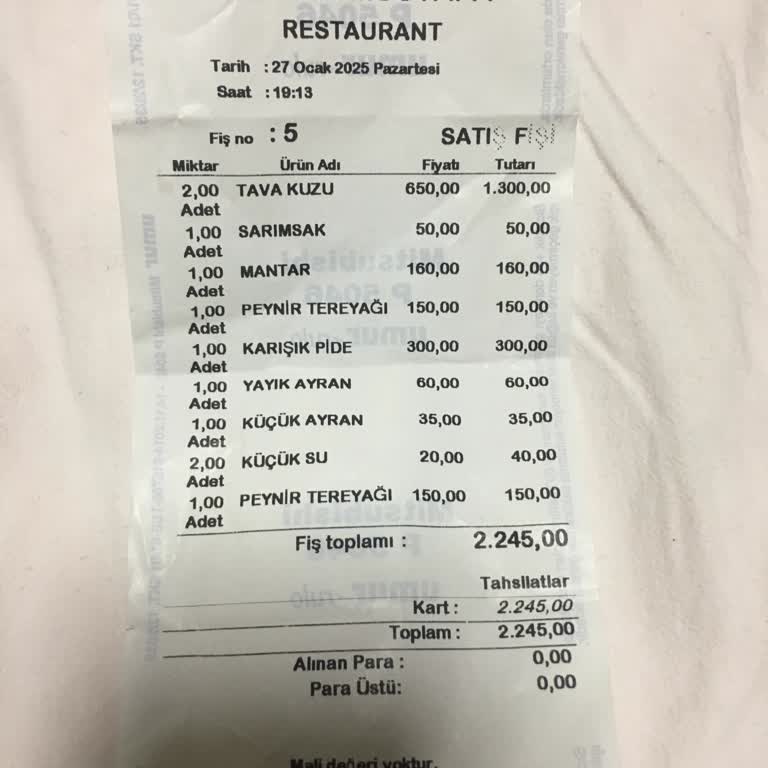 RESTAURANT
Tarih : 27 Ocak 2025 Pazartesi
Saat : 19:13
Fiş no : 5 SATIŞ FİŞİ
Miktar Ürün Adı Fiyatı Tutarı
2,00 TAVA KUZU 650,00 1.300,00
Adet
1,00 SARIMSAK 50,00 50,00
Adet
1,00 MANTAR 160,00 160,00
Adet
1,00 PEYNİR TEREYAĞI 150,00 150,00
Adet
1,00 KARIŞIK PİDE 300,00 300,00
Adet
1,00 YAYIK AYRAN 60,00 60,00
Adet
1,00 KÜÇÜK AYRAN 35,00 35,00
Adet
2,00 KÜÇÜK SU 20,00 40,00
Adet
1,00 PEYNİR TEREYAĞI 150,00 150,00
Adet
Fiş toplamı : 2.245,00
Tahsilatlar
Kart : 2.245,00
Toplam : 2.245,00
Alınan Para : 0,00
Para Üstü: 0,00
Mali değeri yoktur.